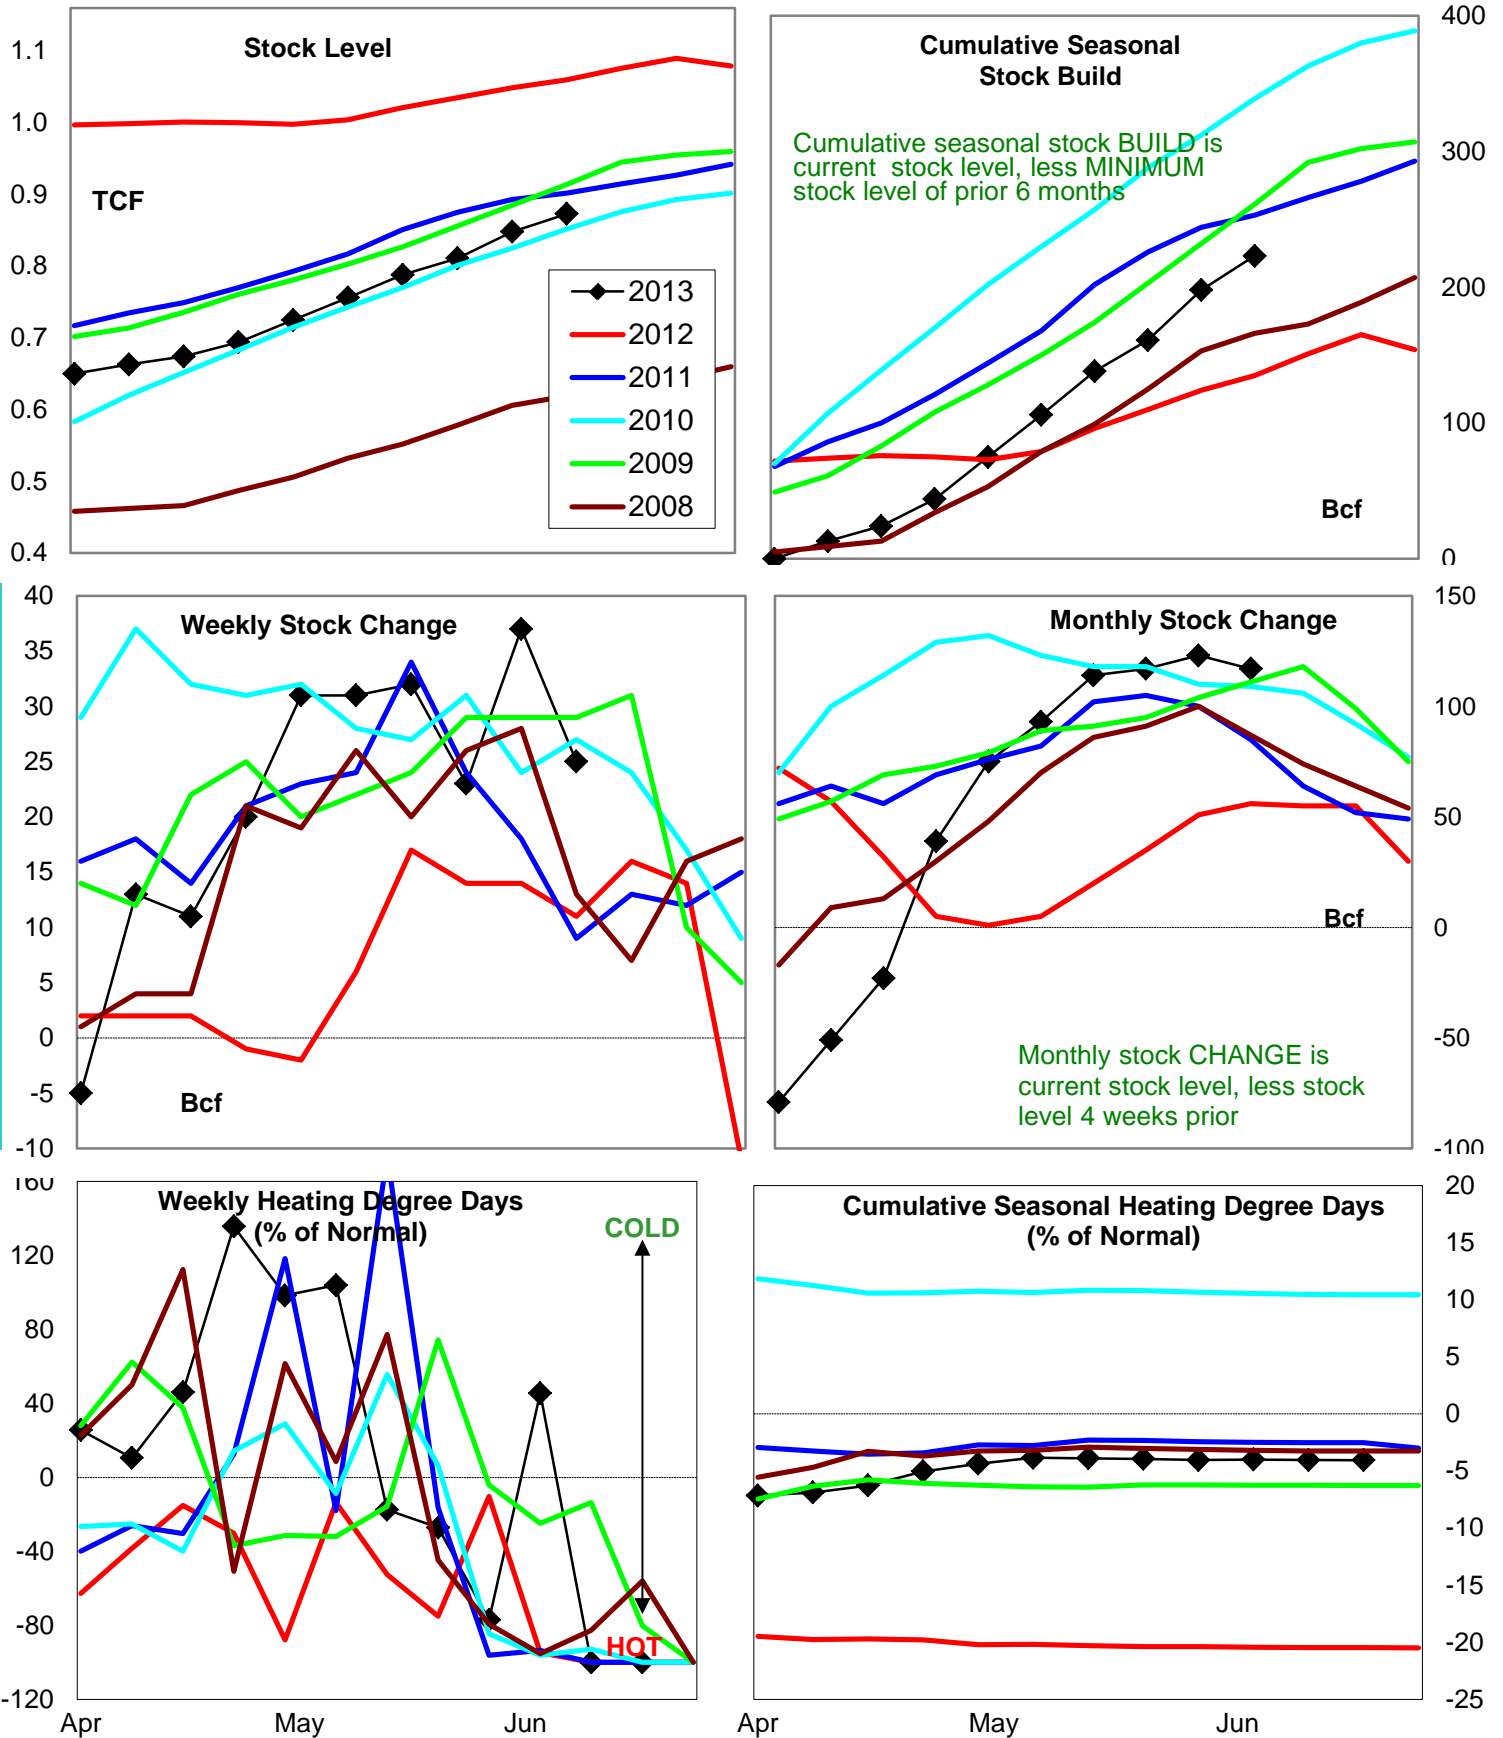 Stock Level
TCF
1.1
1.0
0.9
0.8
0.7
0.6
0.5
0.4
2013
2012
2011
2010
2009
2008
Cumulative Seasonal
Stock Build
Cumulative seasonal stock BUILD is
current stock level, less MINIMUM
stock level of prior 6 months
Bcf
400
300
200
100
0
Weekly Stock Change
Bcf
40
35
30
25
20
15
10
5
0
-5
-10
Monthly Stock Change
Bcf
Monthly stock CHANGE is
current stock level, less stock
level 4 weeks prior
150
100
50
0
-50
-100
Weekly Heating Degree Days
(% of Normal)
COLD
HOT
160
120
80
40
0
-40
-80
-120
Apr May Jun
Cumulative Seasonal Heating Degree Days
(% of Normal)
20
15
10
5
0
-5
-10
-15
-20
-25
Apr May Jun